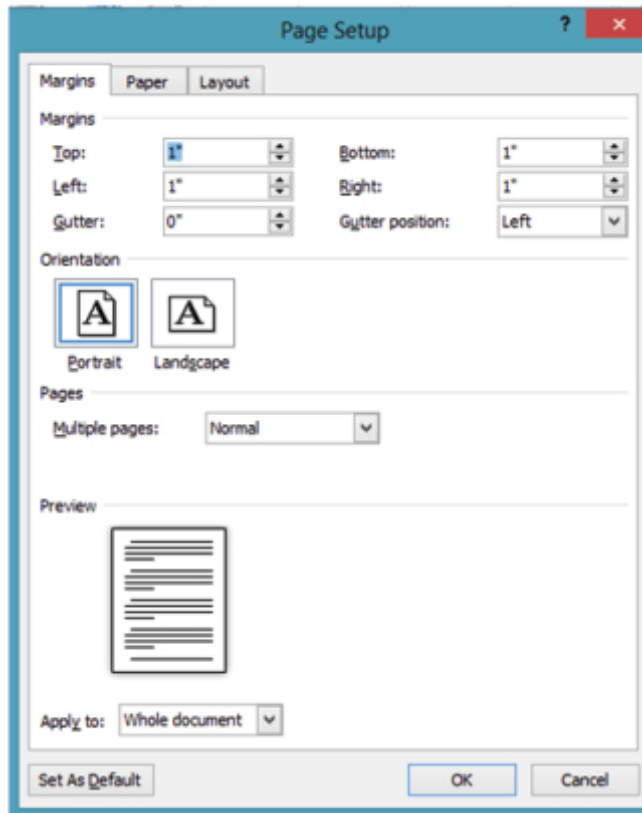 Page Setup ?
Margins Paper Layout
Margins
Top: 1" Bottom: 1"
Left: 1" Right: 1"
Gutter: 0" Gutter position: Left
Orientation
A A
Portrait Landscape
Pages
Multiple pages: Normal
Preview
Apply to: Whole document
Set As Default OK Cancel